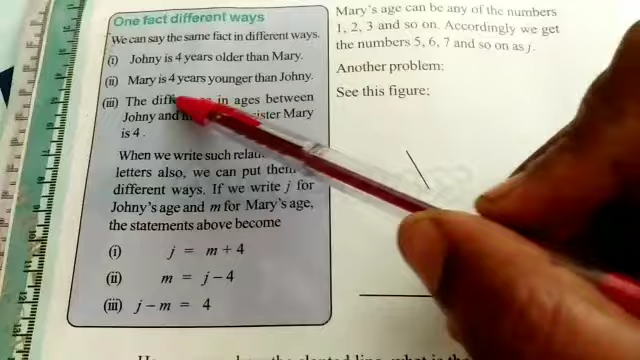 One fact different ways
We can say the same fact in different ways.
(i) Johny is 4 years older than Mary.
(ii) Mary is 4 years younger than Johny.
(iii) The in ages between
Johny and sister Mary
is 4 .
When we write such
letters also, we can put
different ways. If we write j for
Johny's age and m for Mary's age,
the statements above become
(i) j = m + 4
(ii) m = j – 4
(iii) j – m = 4
Mary's age can be any of the numbers
1, 2, 3 and so on. Accordingly we get
the numbers 5, 6, 7 and so on as j.
Another problem;
See this figure;